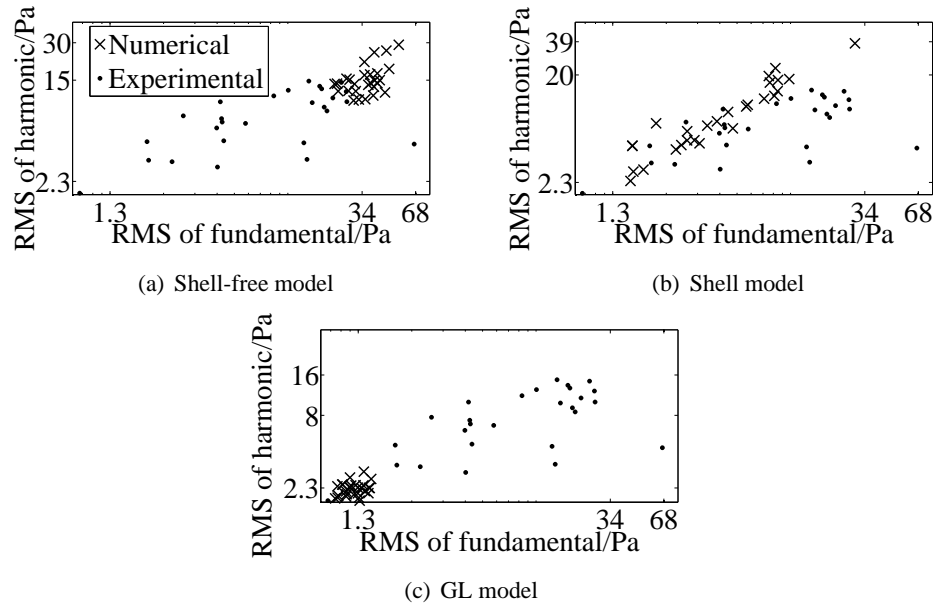 RMS of harmonic/Pa
30
15
2.3
× Numerical
• Experimental
1.3 34 68
RMS of fundamental/Pa
(a) Shell-free model
RMS of harmonic/Pa
39
20
2.3
1.3 34 68
RMS of fundamental/Pa
(b) Shell model
RMS of harmonic/Pa
16
8
2.3
1.3 34 68
RMS of fundamental/Pa
(c) GL model